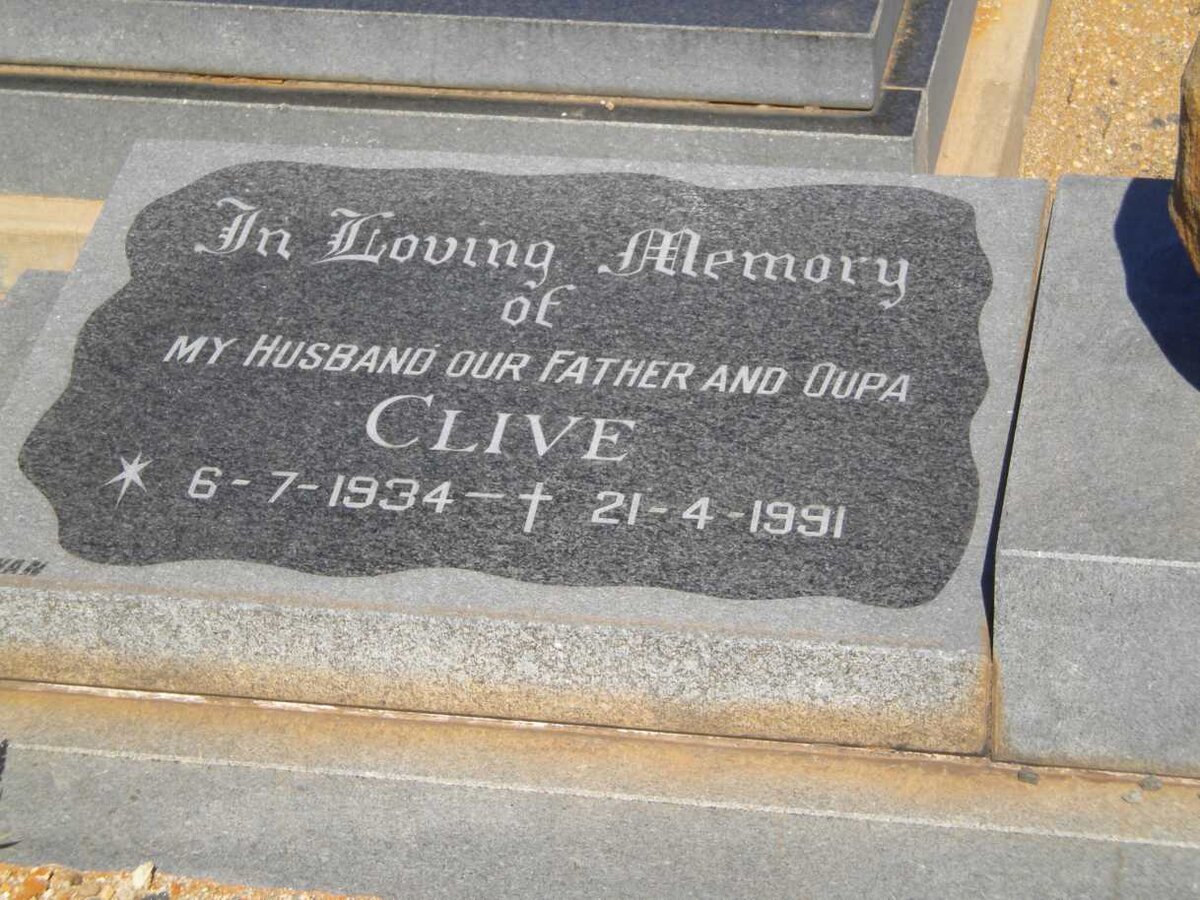 In Loving Memory
of
MY HUSBAND OUR FATHER AND OUPA
CLIVE
6-7-1934 — † 21-4-1991